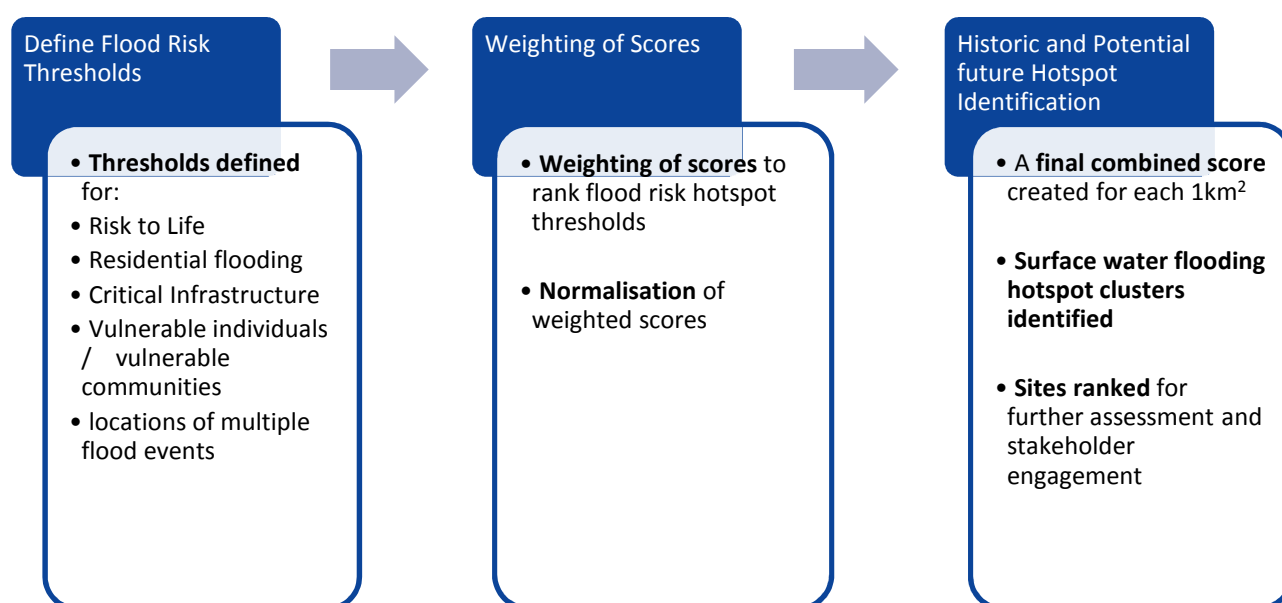 Define Flood Risk
Thresholds
• Thresholds defined
for:
• Risk to Life
• Residential flooding
• Critical Infrastructure
• Vulnerable individuals
/ vulnerable
communities
• locations of multiple
flood events
Weighting of Scores
• Weighting of scores to
rank flood risk hotspot
thresholds
• Normalisation of
weighted scores
Historic and Potential
future Hotspot
Identification
• A final combined score
created for each 1km²
• Surface water flooding
hotspot clusters
identified
• Sites ranked for
further assessment and
stakeholder
engagement